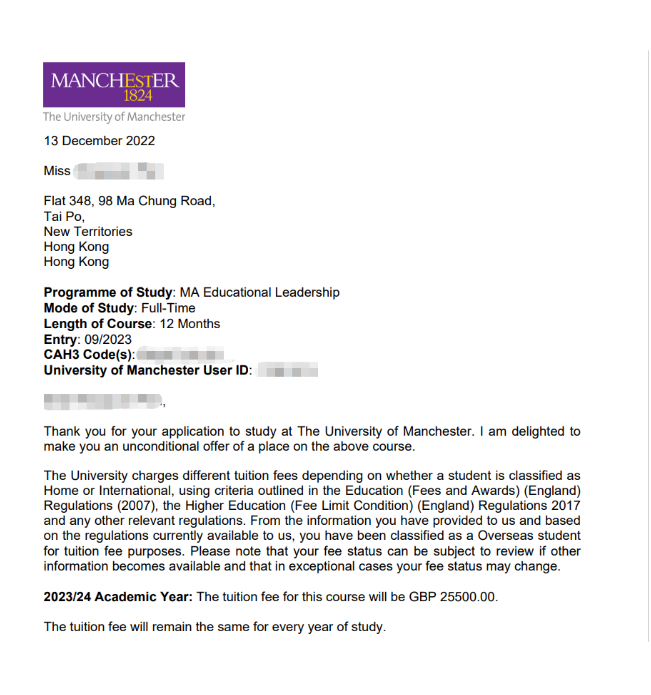 MANCHESTER
1824
The University of Manchester
13 December 2022
Miss
Flat 348, 98 Ma Chung Road,
Tai Po,
New Territories
Hong Kong
Hong Kong
Programme of Study: MA Educational Leadership
Mode of Study: Full-Time
Length of Course: 12 Months
Entry: 09/2023
CAH3 Code(s):
University of Manchester User ID:
,
Thank you for your application to study at The University of Manchester. I am delighted to
make you an unconditional offer of a place on the above course.
The University charges different tuition fees depending on whether a student is classified as
Home or International, using criteria outlined in the Education (Fees and Awards) (England)
Regulations (2007), the Higher Education (Fee Limit Condition) (England) Regulations 2017
and any other relevant regulations. From the information you have provided to us and based
on the regulations currently available to us, you have been classified as a Overseas student
for tuition fee purposes. Please note that your fee status can be subject to review if other
information becomes available and that in exceptional cases your fee status may change.
2023/24 Academic Year: The tuition fee for this course will be GBP 25500.00.
The tuition fee will remain the same for every year of study.